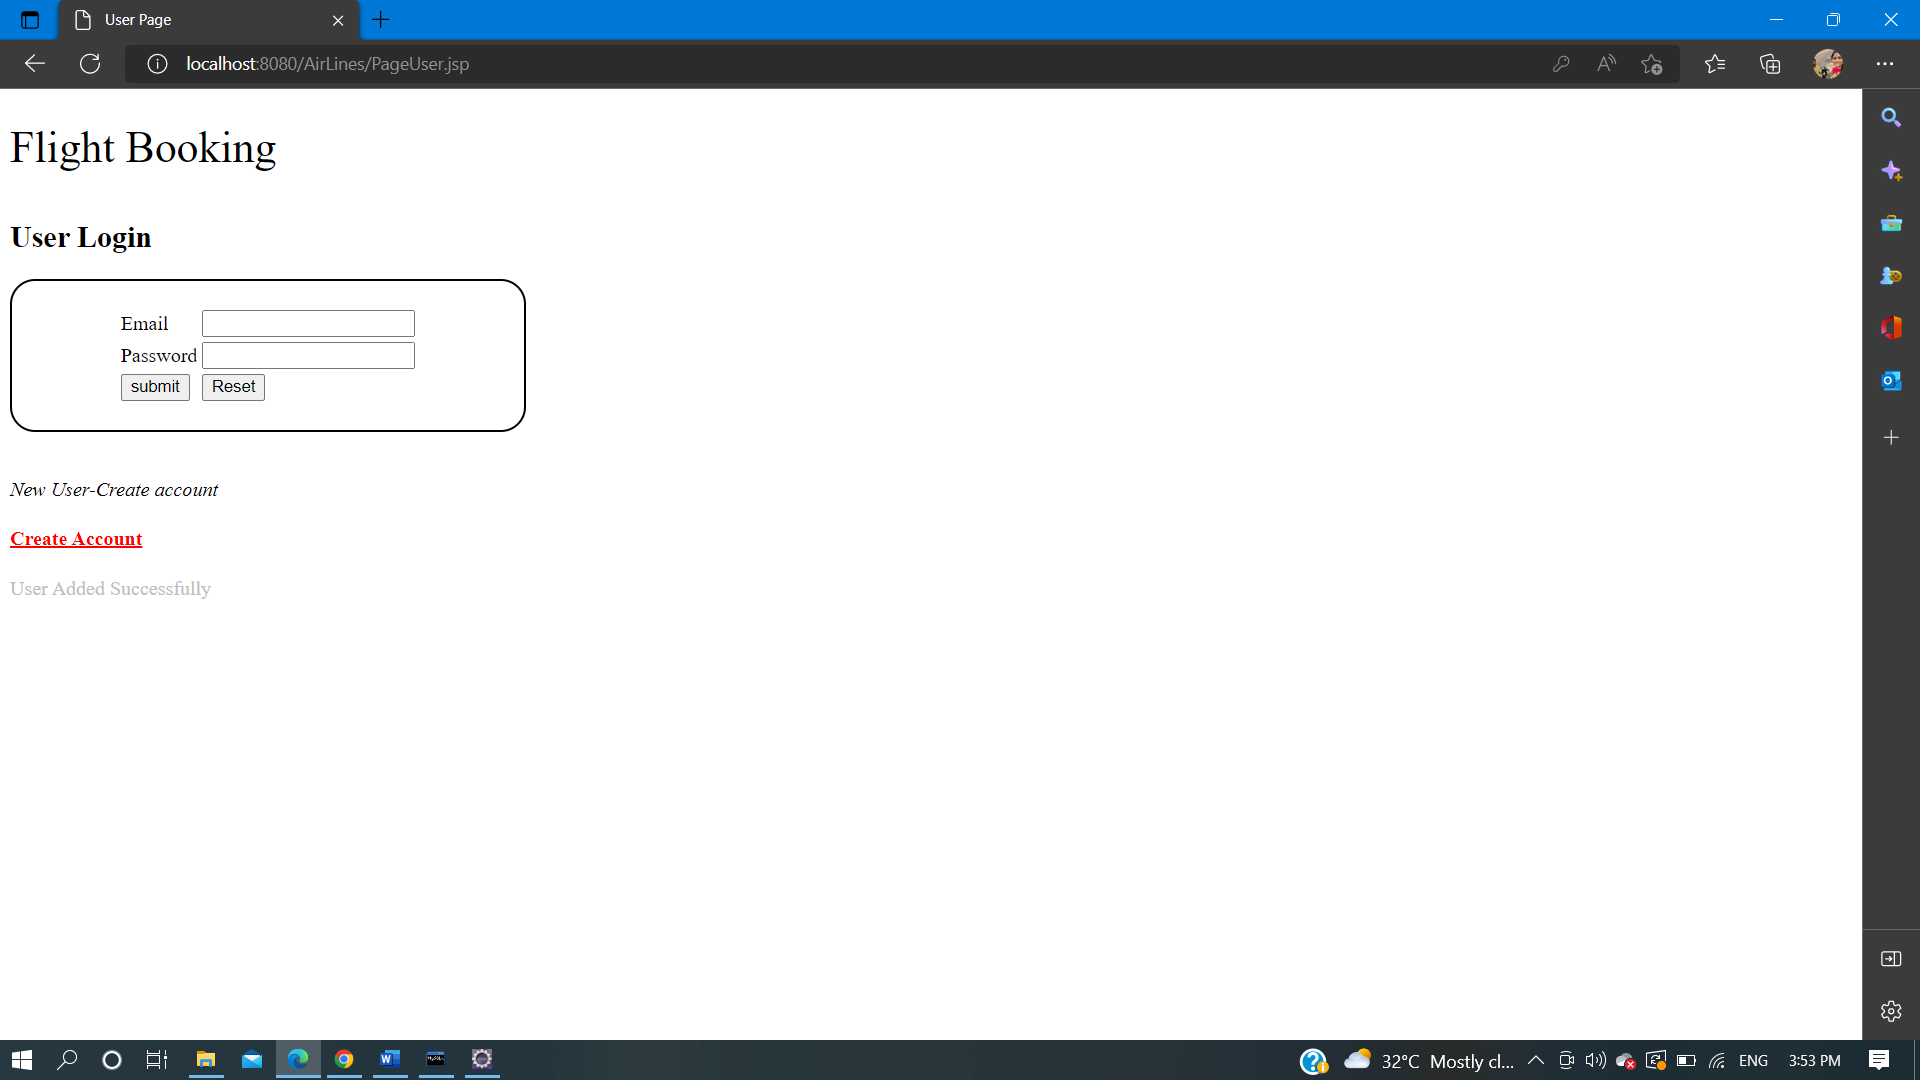 User Page
localhost:8080/AirLines/PageUser.jsp
Flight Booking
User Login
Email
Password
submit Reset
New User-Create account
Create Account
User Added Successfully
32°C Mostly cl... ENG 3:53 PM